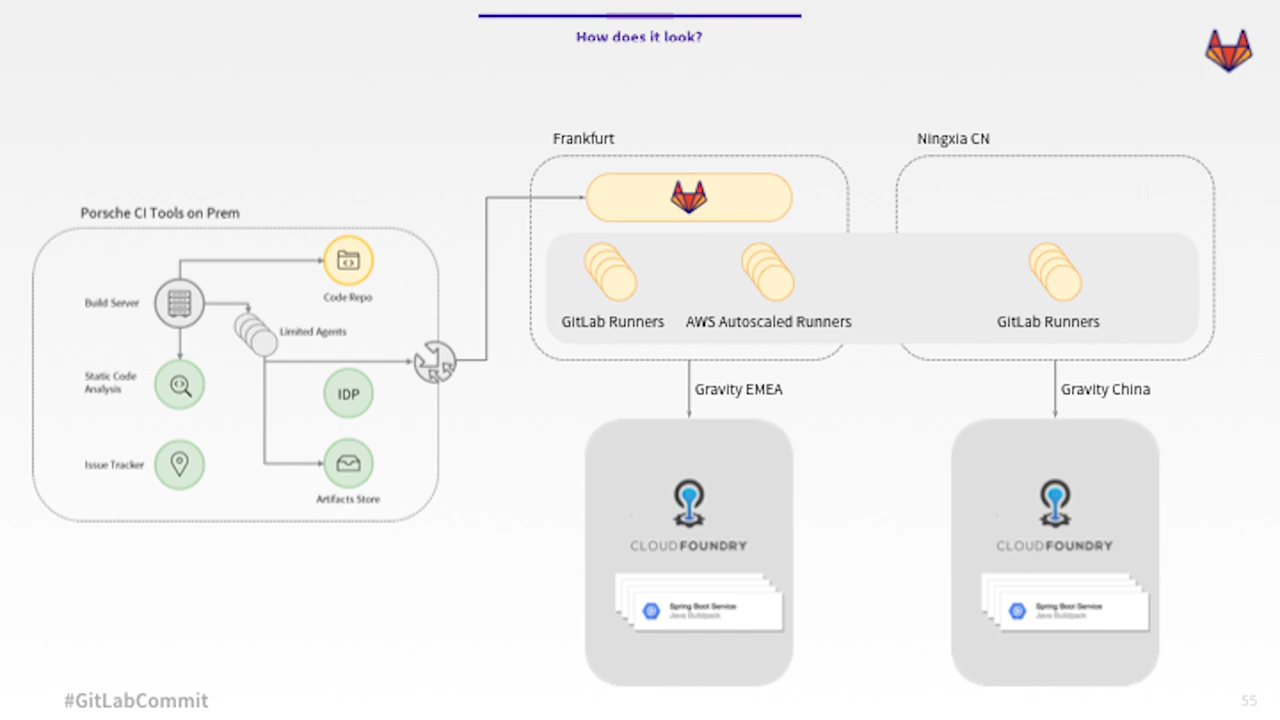 How does it look?
Frankfurt
Ningxia CN
Porsche CI Tools on Prem
Code Repo
Build Server
Limited Agents
GitLab Runners
AWS Autoscaled Runners
GitLab Runners
Static Code
Analysis
IDP
Gravity EMEA
Gravity China
Issue Tracker
Artifacts Store
CLOUDFOUNDRY
CLOUDFOUNDRY
Spring Boot Service
Java Buildpack
Spring Boot Service
Java Buildpack
#GitLabCommit
55